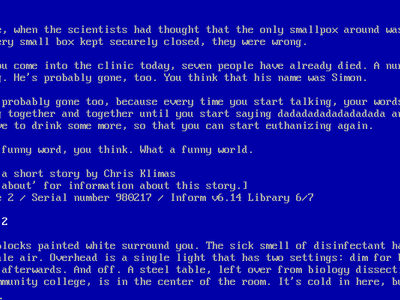 , when the scientists had thought that the only smallpox around was
ery small box kept securely closed, they were wrong.
ou come into the clinic today, seven people have already died. A nu
. He's probably gone, too. You think that his name was Simon.
probably gone too, because every time you start talking, your words
together and together until you start saying dadadadadadadadada an
ve to drink some more, so that you can start euthanizing again.
funny word, you think. What a funny world.
a short story by Chris Klimas
about' for information about this story.]
e 2 / Serial number 980217 / Inform v6.14 Library 6/7
2
locks painted white surround you. The sick smell of disinfectant ha
ale air. Overhead is a single light that has two settings: dim for
afterwards. And off. A steel table, left over from biology dissect
mmunity college, is in the center of the room. It's cold in here, bu